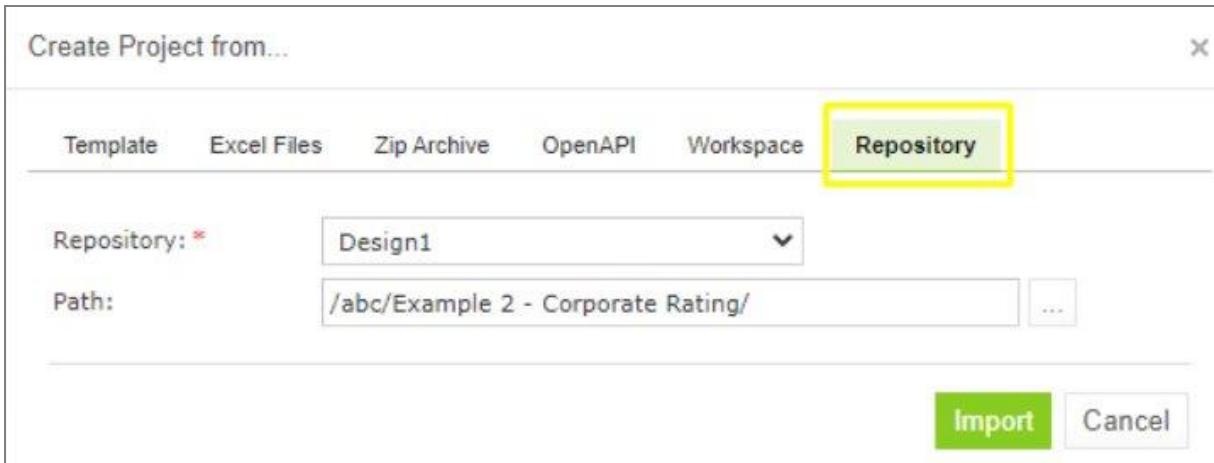 Create Project from...
×
Template Excel Files Zip Archive OpenAPI Workspace Repository
Repository: * Design1
Path: /abc/Example 2 - Corporate Rating/ ...
Import Cancel